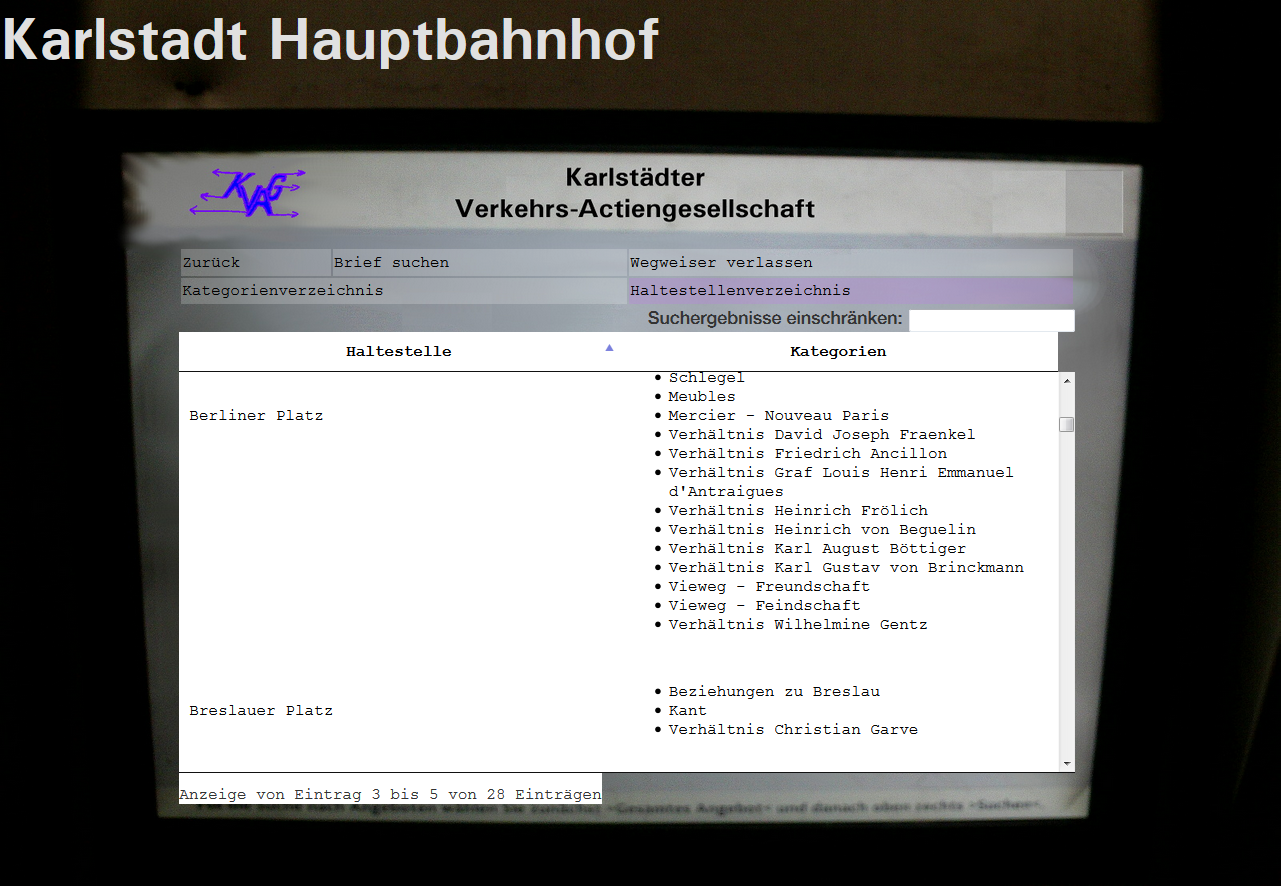 Karlstadt Hauptbahnhof
KVAG
Karlstädter
Verkehrs-Actiengesellschaft
Zurück
Brief suchen
Wegweiser verlassen
Kategorienverzeichnis
Haltestellenverzeichnis
Suchergebnisse einschränken:
Haltestelle
Kategorien
• Schlegel
• Meubles
Berliner Platz
• Mercier - Nouveau Paris
• Verhältnis David Joseph Fraenkel
• Verhältnis Friedrich Ancillon
• Verhältnis Graf Louis Henri Emmanuel
d'Antraigues
• Verhältnis Heinrich Frölich
• Verhältnis Heinrich von Beguelin
• Verhältnis Karl August Böttiger
• Verhältnis Karl Gustav von Brinckmann
• Vieweg - Freundschaft
• Vieweg - Feindschaft
• Verhältnis Wilhelmine Gentz
• Beziehungen zu Breslau
Breslauer Platz
• Kant
• Verhältnis Christian Garve
Anzeige von Eintrag 3 bis 5 von 28 Einträgen
»Gesamtes Angebot« und danach oben rechts »Suchen«.